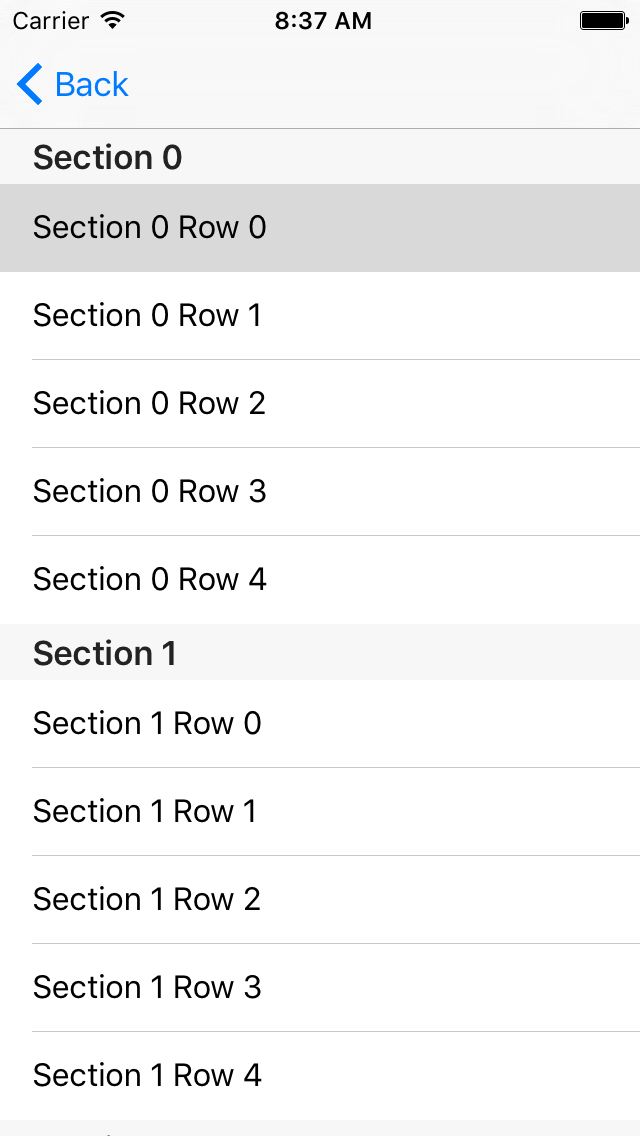 Carrier 8:37 AM
Back
Section 0
Section 0 Row 0
Section 0 Row 1
Section 0 Row 2
Section 0 Row 3
Section 0 Row 4
Section 1
Section 1 Row 0
Section 1 Row 1
Section 1 Row 2
Section 1 Row 3
Section 1 Row 4